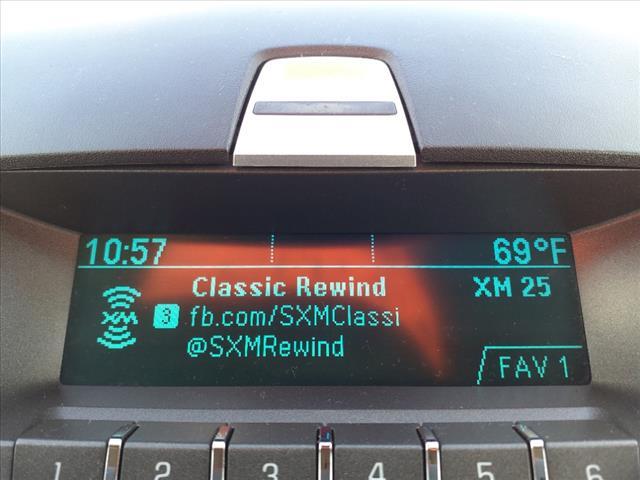 10:57 69°F
Classic Rewind XM 25
XM 3 fb.com/SXMClassi
@SXMRewind
FAV 1
1 2 3 4 5 6